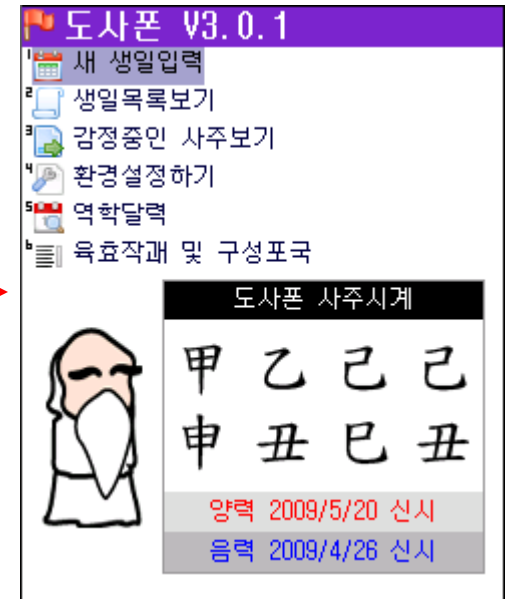 도사폰 V3.0.1
1 새 생일입력
2 생일목록보기
3 감정중인 사주보기
4 환경설정하기
5 역학달력
6 육효작괘 및 구성포국
도사폰 사주시계
甲 乙 己 己
申 丑 巳 丑
양력 2009/5/20 신시
음력 2009/4/26 신시